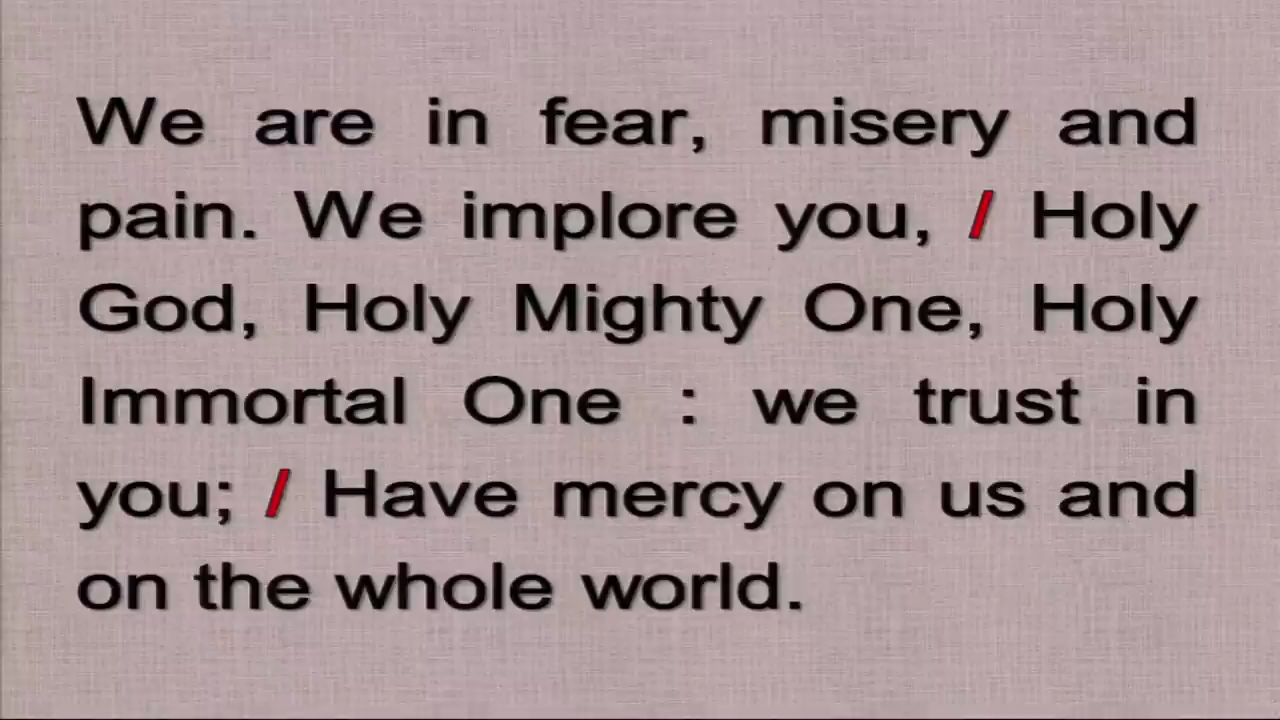 We are in fear, misery and
pain. We implore you, / Holy
God, Holy Mighty One, Holy
Immortal One : we trust in
you; / Have mercy on us and
on the whole world.